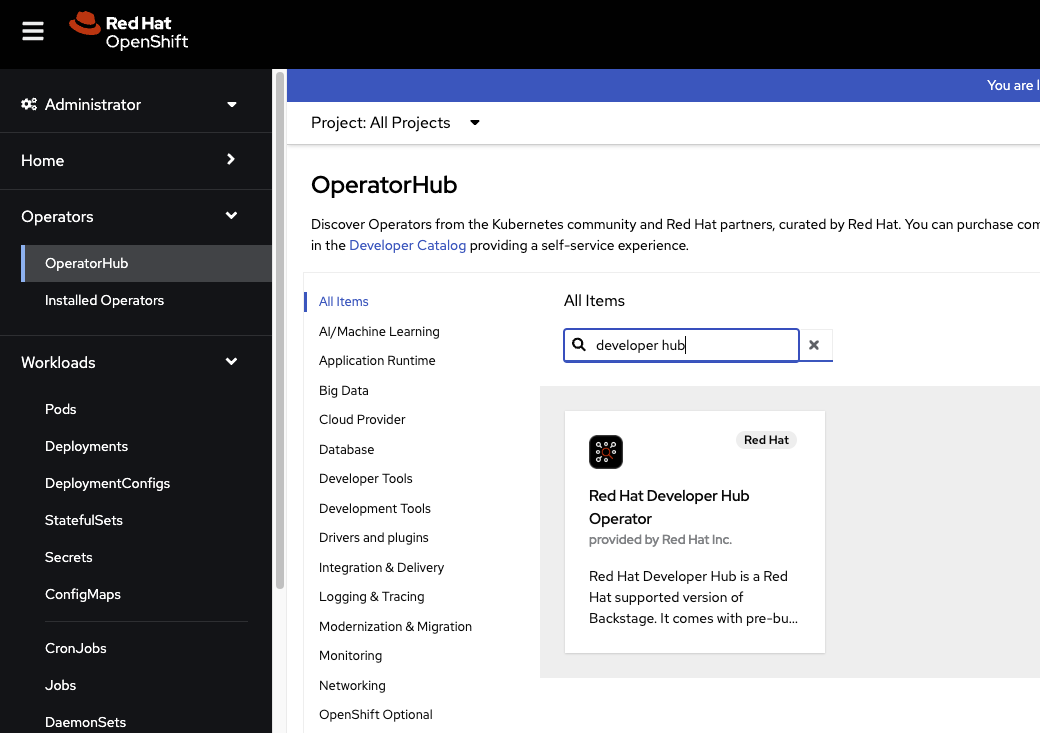 Red Hat
OpenShift
Administrator
Home
Operators
OperatorHub
Installed Operators
Workloads
Pods
Deployments
DeploymentConfigs
StatefulSets
Secrets
ConfigMaps
CronJobs
Jobs
DaemonSets
You are l
Project: All Projects
OperatorHub
Discover Operators from the Kubernetes community and Red Hat partners, curated by Red Hat. You can purchase com
in the Developer Catalog providing a self-service experience.
All Items
AI/Machine Learning
Application Runtime
Big Data
Cloud Provider
Database
Developer Tools
Development Tools
Drivers and plugins
Integration & Delivery
Logging & Tracing
Modernization & Migration
Monitoring
Networking
OpenShift Optional
All Items
developer hub
Red Hat
Red Hat Developer Hub
Operator
provided by Red Hat Inc.
Red Hat Developer Hub is a Red
Hat supported version of
Backstage. It comes with pre-bu...